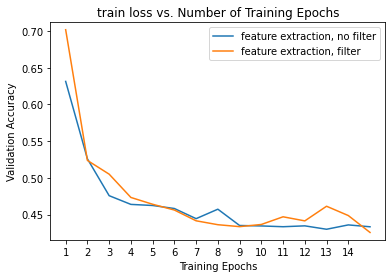 train loss vs. Number of Training Epochs
feature extraction, no filter
feature extraction, filter
Validation Accuracy
0.70
0.65
0.60
0.55
0.50
0.45
1 2 3 4 5 6 7 8 9 10 11 12 13 14
Training Epochs